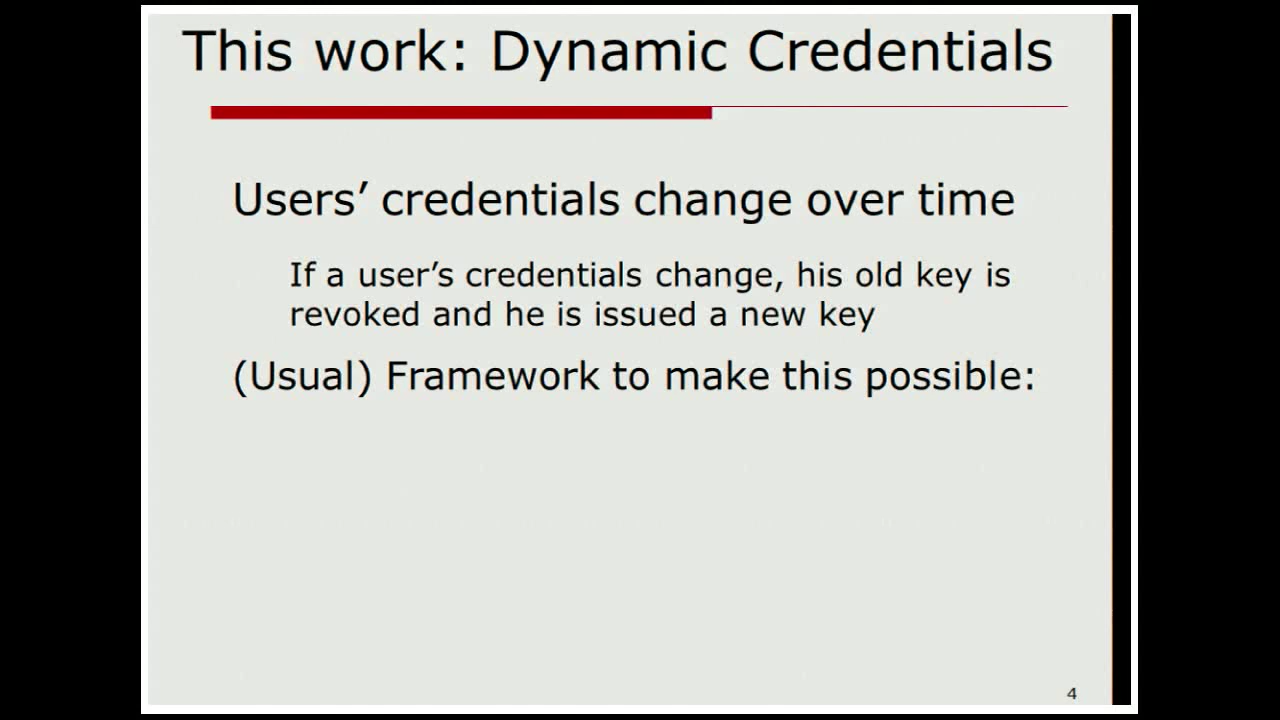 This work: Dynamic Credentials
Users’ credentials change over time
If a user’s credentials change, his old key is
revoked and he is issued a new key
(Usual) Framework to make this possible:
4